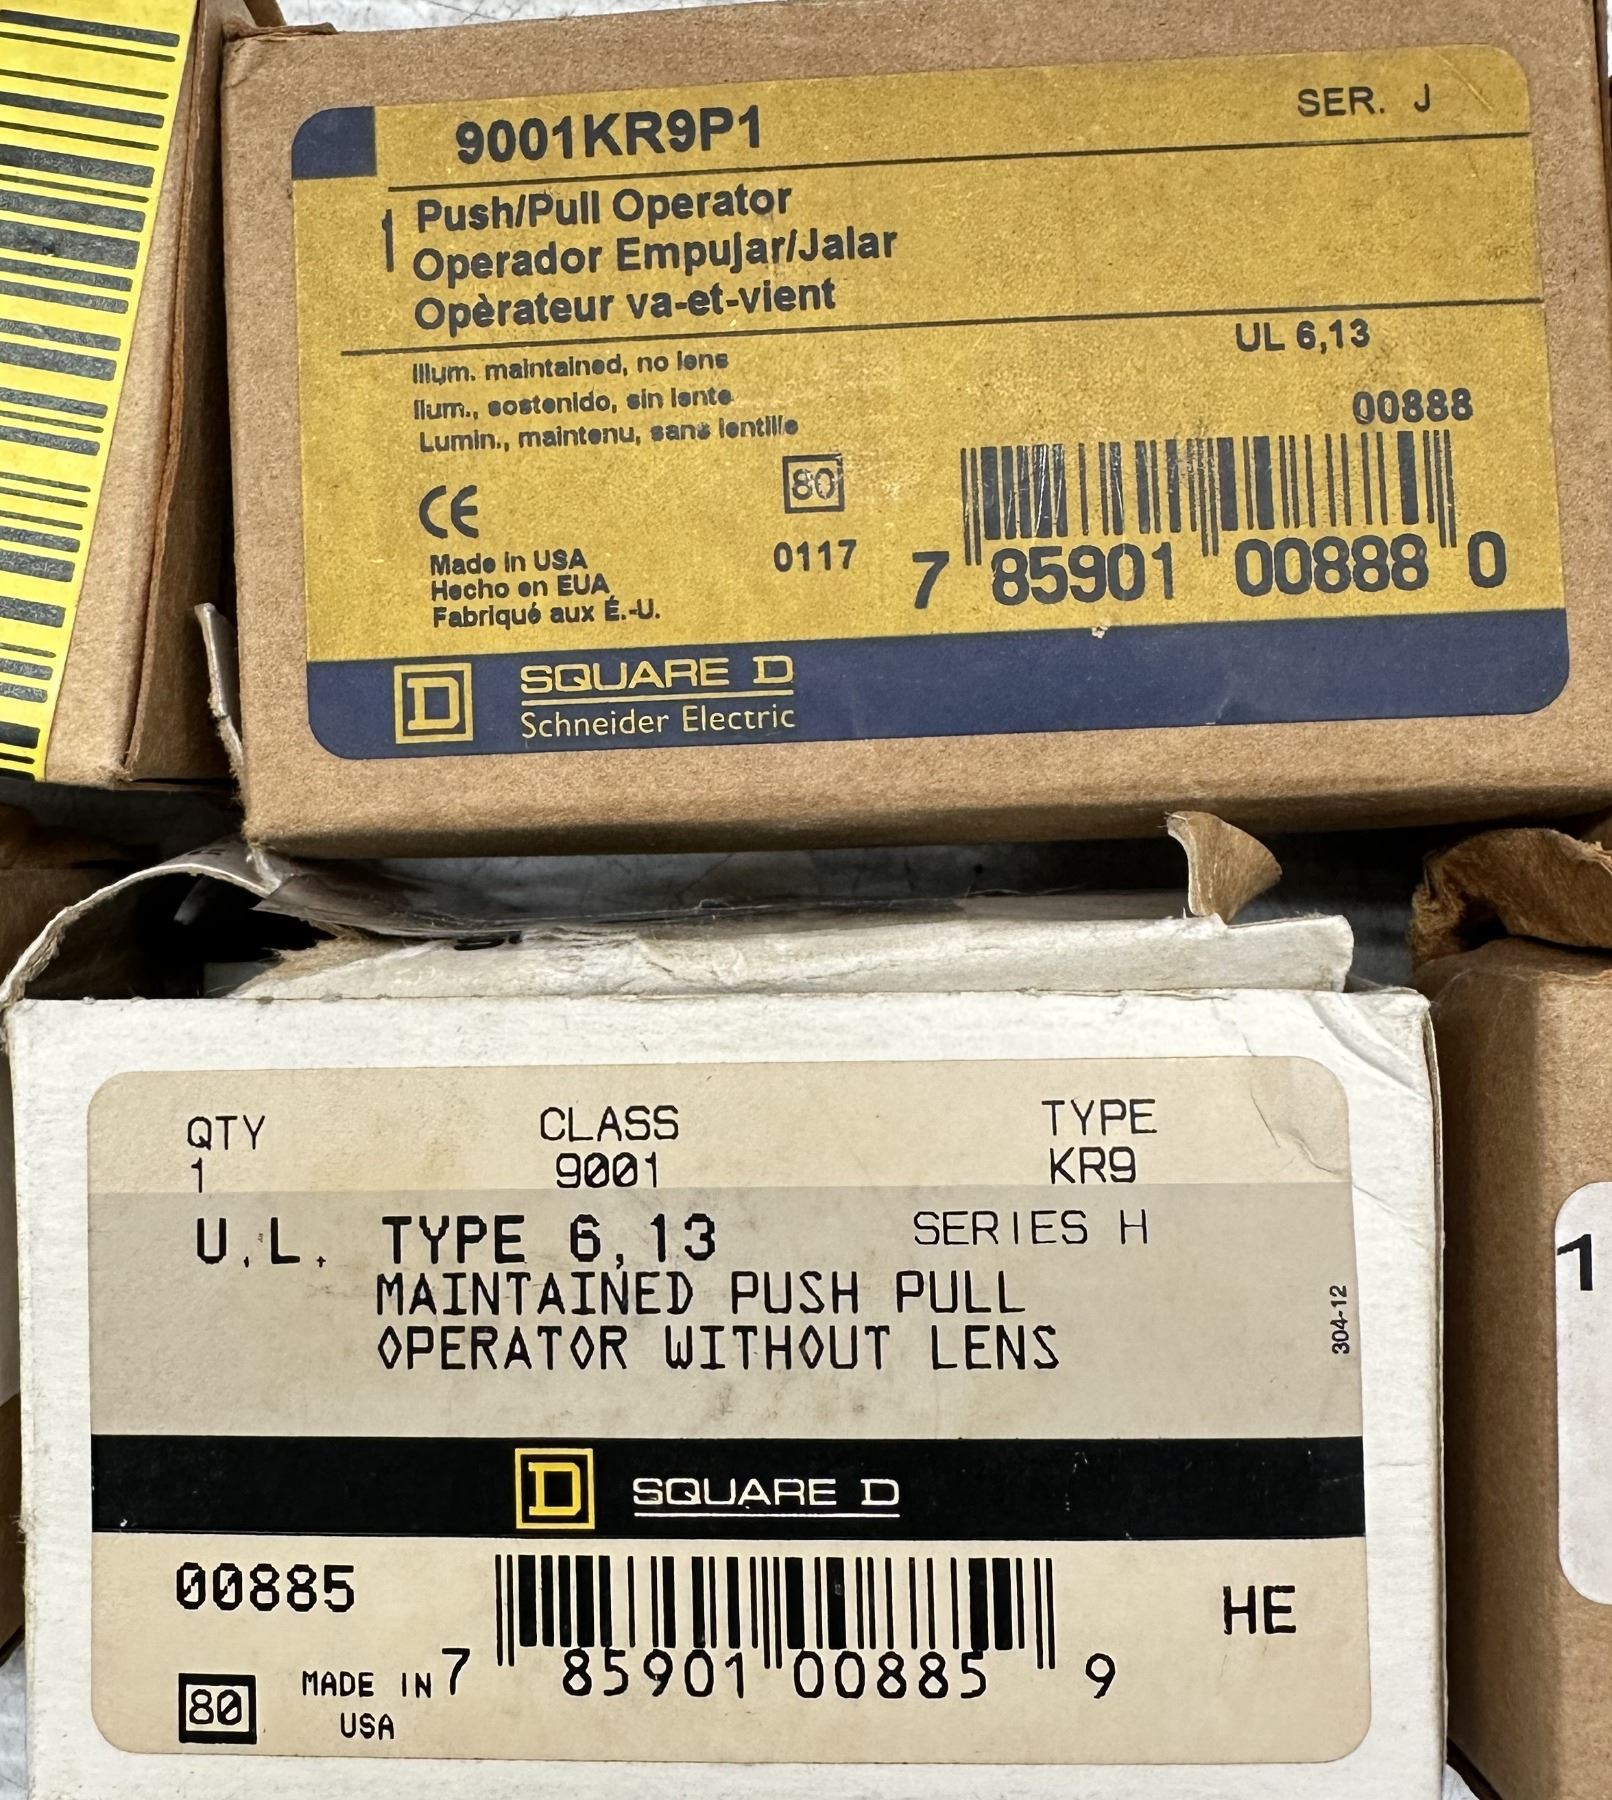 9001KR9P1
SER. J
1
Push/Pull Operator
Operador Empujar/Jalar
Opèrateur va-et-vient
UL 6,13
Illum. maintained, no lens
Ilum., sostenido, sin lente
Lumin., maintenu, sans lentille
00888
CE
80
0117
7 85901 00888 0
Made in USA
Hecho en EUA
Fabriqué aux É.-U.
D SQUARE D
Schneider Electric
QTY CLASS TYPE
1 9001 KR9
U.L. TYPE 6,13 SERIES H
MAINTAINED PUSH PULL
OPERATOR WITHOUT LENS
304-12
D SQUARE D
00885
HE
7 85901 00885 9
80
MADE IN
USA
1